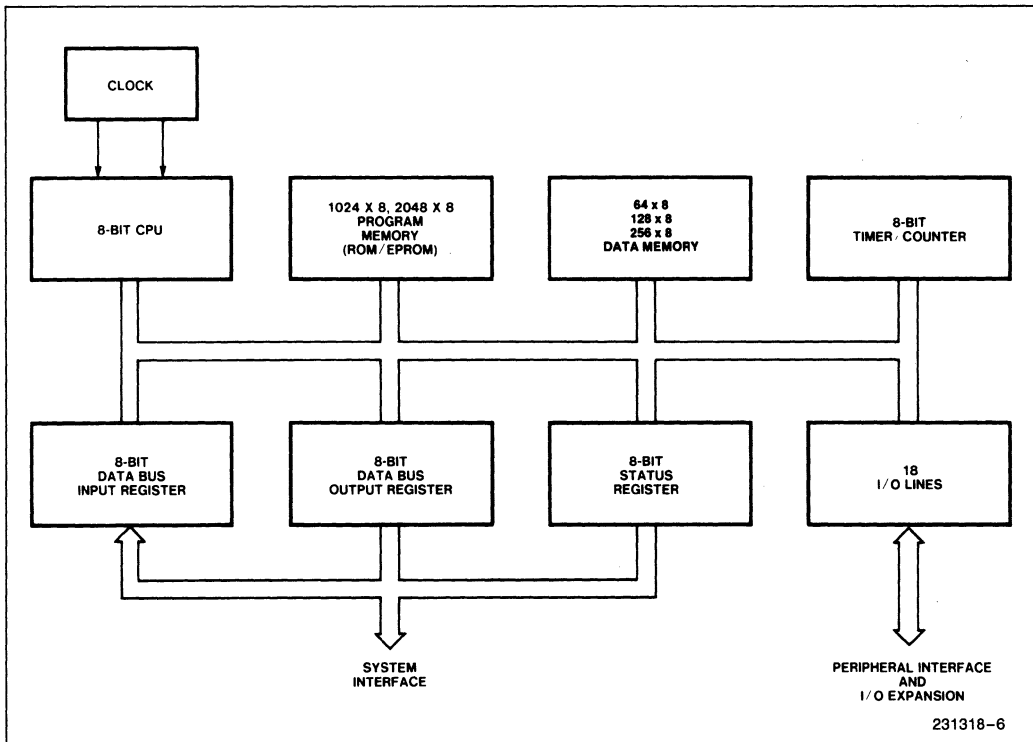 CLOCK
8-BIT CPU
1024 X 8, 2048 X 8
PROGRAM
MEMORY
(ROM/EPROM)
64 x 8
128 x 8
256 x 8
DATA MEMORY
8-BIT
TIMER/COUNTER
8-BIT
DATA BUS
INPUT REGISTER
8-BIT
DATA BUS
OUTPUT REGISTER
8-BIT
STATUS
REGISTER
18
I/O LINES
SYSTEM
INTERFACE
PERIPHERAL INTERFACE
AND
I/O EXPANSION
231318-6